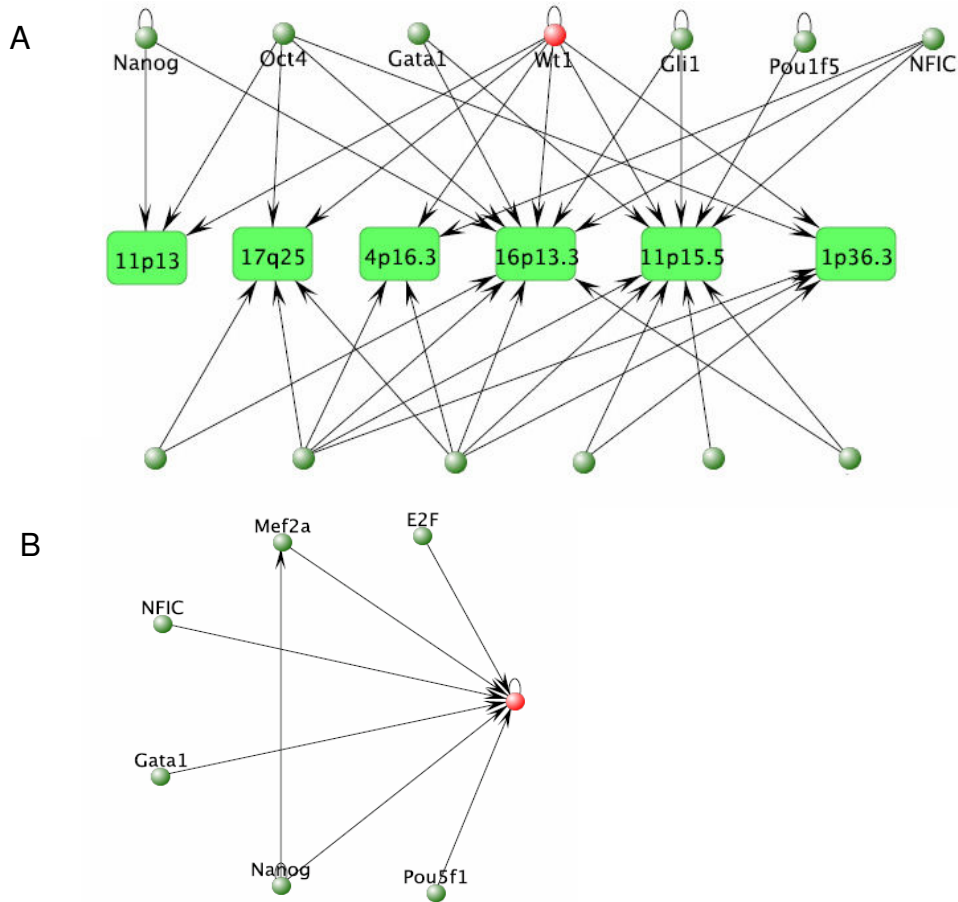 A
Nanog Oct4 Gata1 Wt1 Gli1 Pou1f5 NFIC
11p13 17q25 4p16.3 16p13.3 11p15.5 1p36.3
B
Mef2a E2F
NFIC
Gata1
Nanog Pou5f1